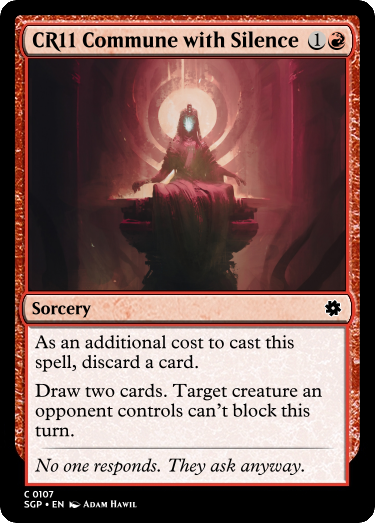 CR11 Commune with Silence 1
Sorcery
As an additional cost to cast this
spell, discard a card.
Draw two cards. Target creature an
opponent controls can't block this
turn.
No one responds. They ask anyway.
C 0107
SGP • EN Adam Hawil